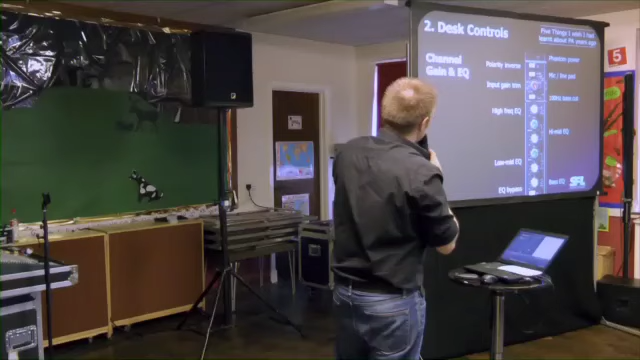 2. Desk Controls
Five Things I wish I had
learnt about PA years ago
Channel
Gain & EQ
Polarity inverse
Phantom power
Mic / line pad
Input gain trim
High freq EQ
Hi-mid EQ
Low-mid EQ
Bass EQ
EQ bypass
SFL
5